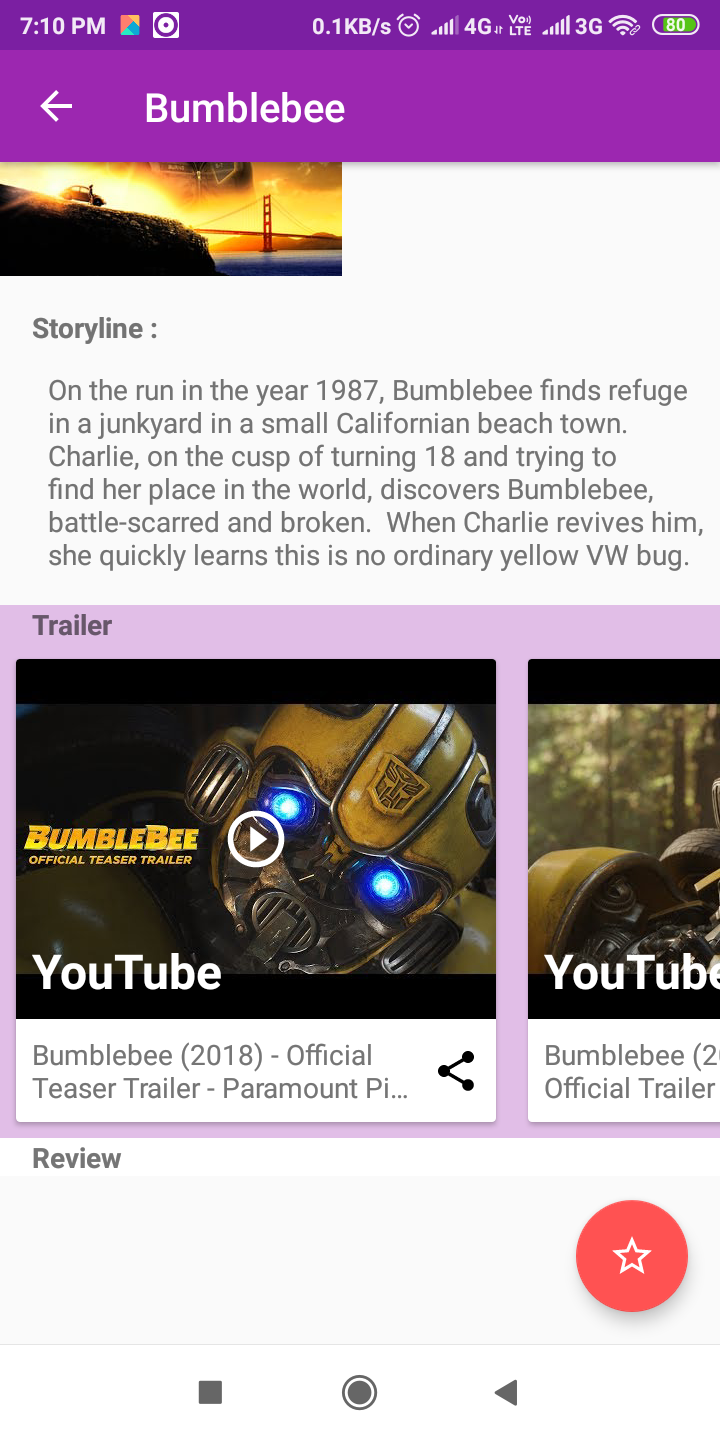 7:10 PM 0.1KB/s 4G Vo) LTE 3G 80
Bumblebee
Storyline :
On the run in the year 1987, Bumblebee finds refuge
in a junkyard in a small Californian beach town.
Charlie, on the cusp of turning 18 and trying to
find her place in the world, discovers Bumblebee,
battle-scarred and broken.  When Charlie revives him,
she quickly learns this is no ordinary yellow VW bug.
Trailer
BUMBLEBEE
OFFICIAL TEASER TRAILER
YouTube
Bumblebee (2018) - Official
Teaser Trailer - Paramount Pi...
YouTube
Bumblebee (20
Official Trailer
Review